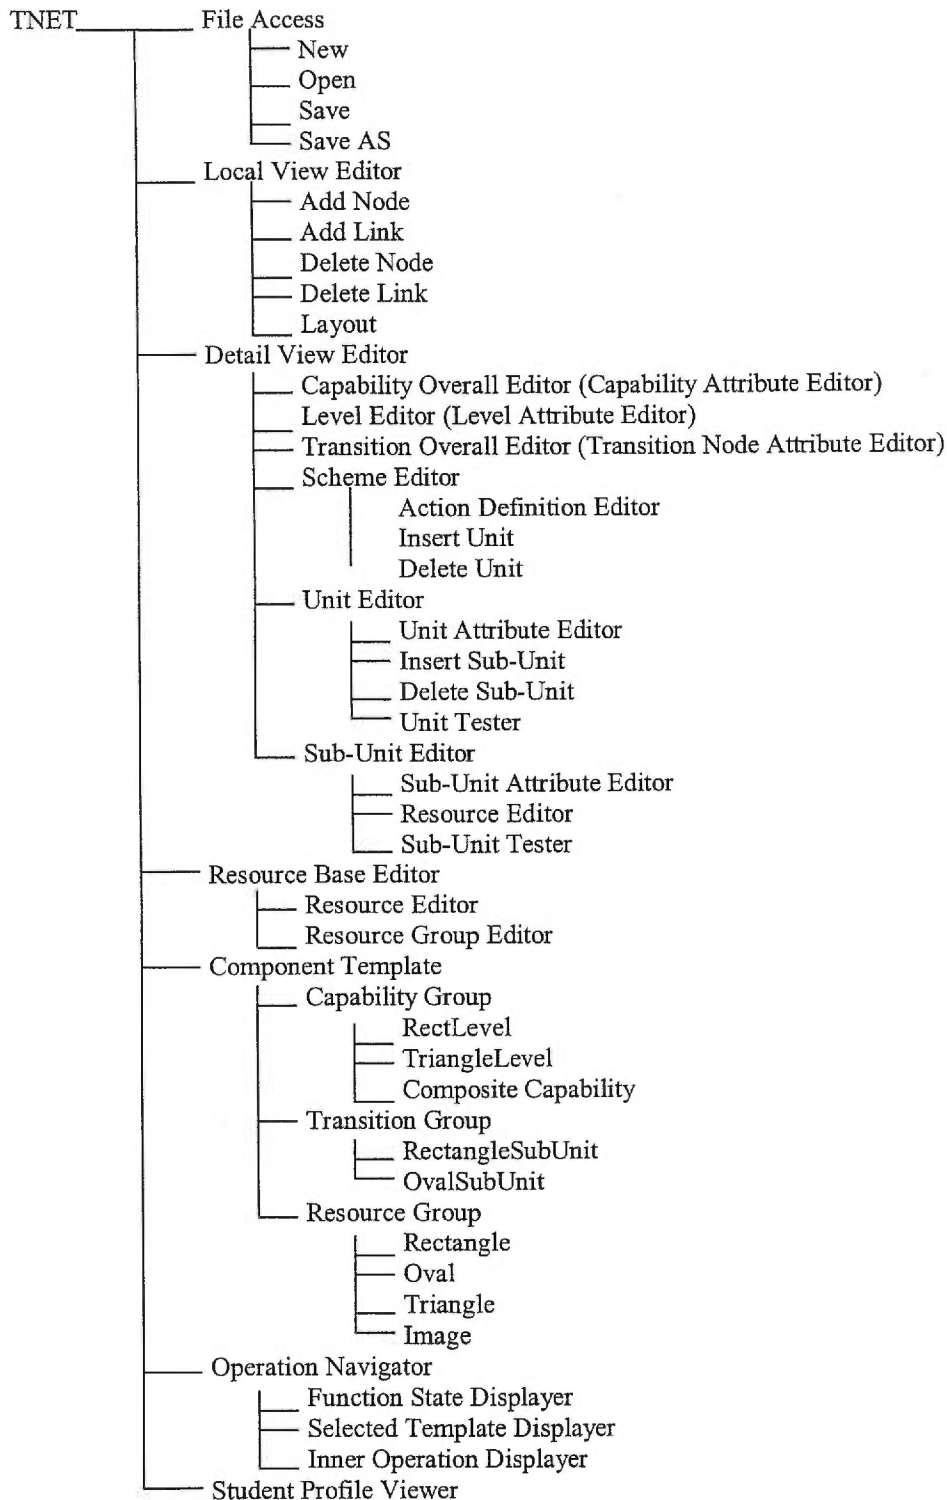 TNET File Access
New
Open
Save
Save AS
Local View Editor
Add Node
Add Link
Delete Node
Delete Link
Layout
Detail View Editor
Capability Overall Editor (Capability Attribute Editor)
Level Editor (Level Attribute Editor)
Transition Overall Editor (Transition Node Attribute Editor)
Scheme Editor
Action Definition Editor
Insert Unit
Delete Unit
Unit Editor
Unit Attribute Editor
Insert Sub-Unit
Delete Sub-Unit
Unit Tester
Sub-Unit Editor
Sub-Unit Attribute Editor
Resource Editor
Sub-Unit Tester
Resource Base Editor
Resource Editor
Resource Group Editor
Component Template
Capability Group
RectLevel
TriangleLevel
Composite Capability
Transition Group
RectangleSubUnit
OvalSubUnit
Resource Group
Rectangle
Oval
Triangle
Image
Operation Navigator
Function State Displayer
Selected Template Displayer
Inner Operation Displayer
Student Profile Viewer